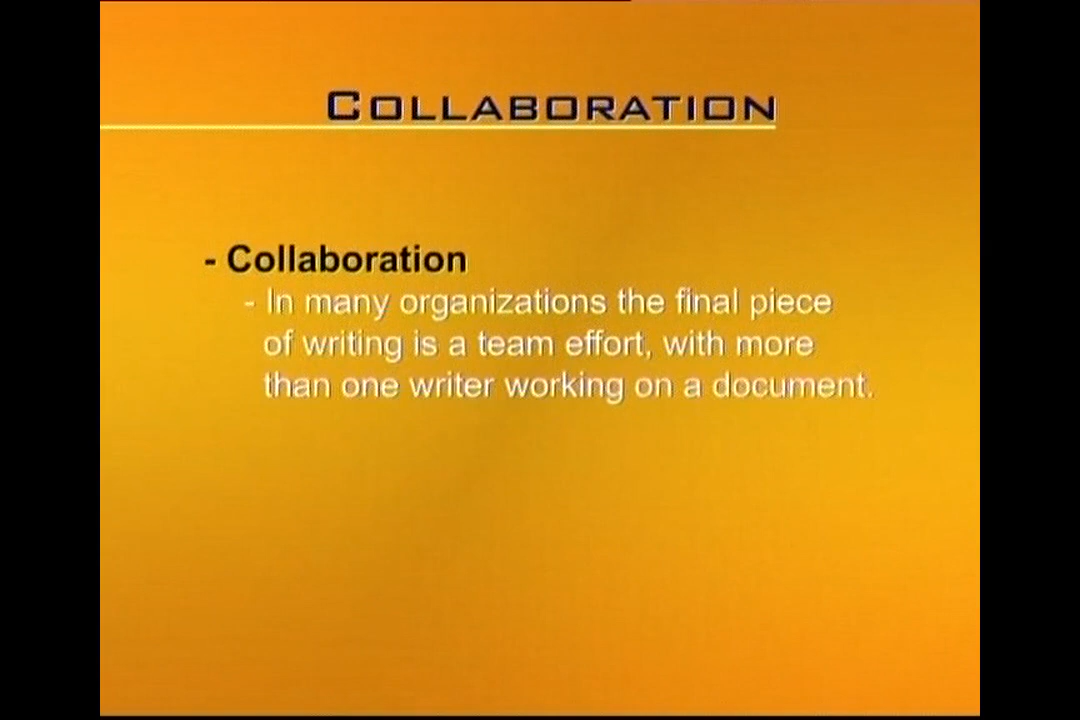 COLLABORATION
- Collaboration
- In many organizations the final piece
of writing is a team effort, with more
than one writer working on a document.